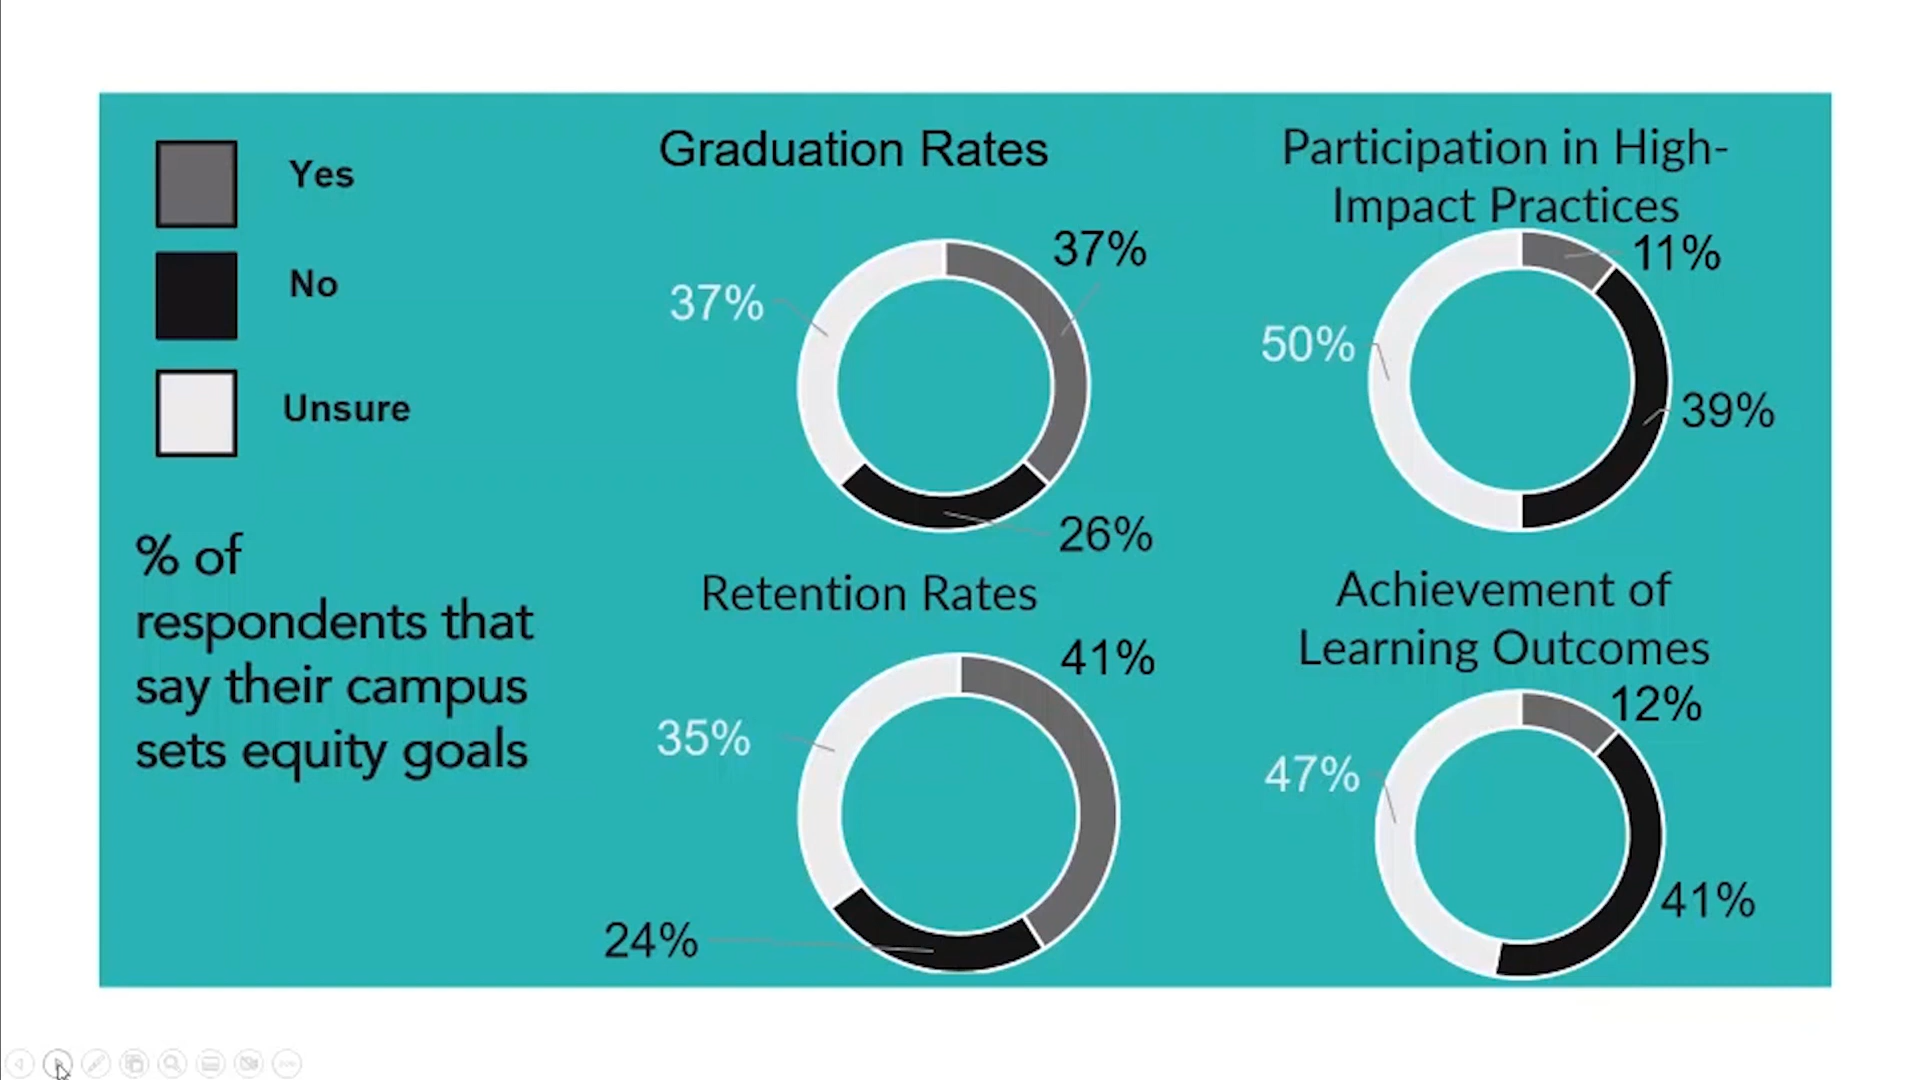 Yes
No
Unsure
% of
respondents that
say their campus
sets equity goals
Graduation Rates
37%
37%
26%
Participation in High-
Impact Practices
11%
50%
39%
Retention Rates
41%
35%
24%
Achievement of
Learning Outcomes
12%
47%
41%